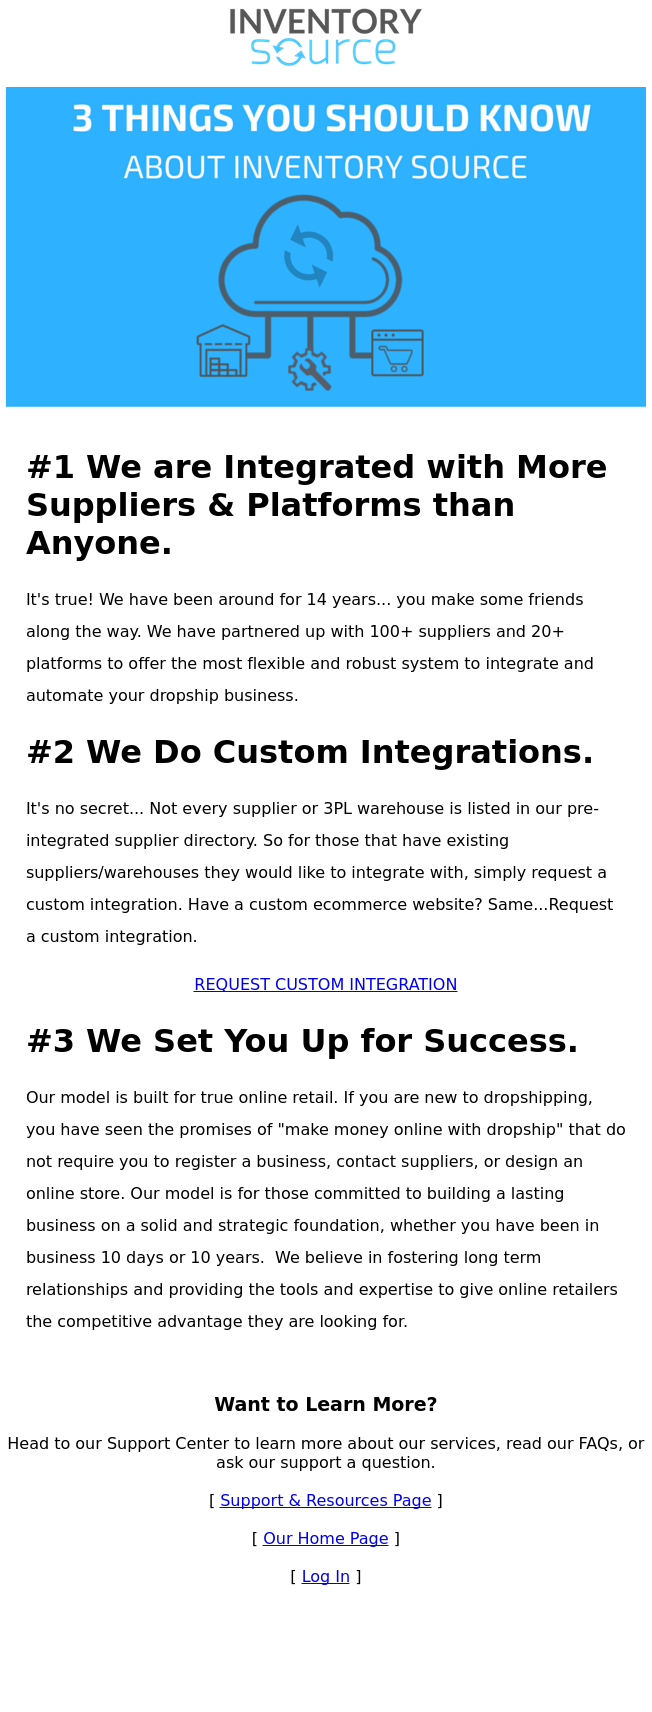 INVENTORY
source
3 THINGS YOU SHOULD KNOW
ABOUT INVENTORY SOURCE
#1 We are Integrated with More
Suppliers & Platforms than
Anyone.
It's true! We have been around for 14 years... you make some friends
along the way. We have partnered up with 100+ suppliers and 20+
platforms to offer the most flexible and robust system to integrate and
automate your dropship business.
#2 We Do Custom Integrations.
It's no secret... Not every supplier or 3PL warehouse is listed in our pre-
integrated supplier directory. So for those that have existing
suppliers/warehouses they would like to integrate with, simply request a
custom integration. Have a custom ecommerce website? Same...Request
a custom integration.
REQUEST CUSTOM INTEGRATION
#3 We Set You Up for Success.
Our model is built for true online retail. If you are new to dropshipping,
you have seen the promises of "make money online with dropship" that do
not require you to register a business, contact suppliers, or design an
online store. Our model is for those committed to building a lasting
business on a solid and strategic foundation, whether you have been in
business 10 days or 10 years.  We believe in fostering long term
relationships and providing the tools and expertise to give online retailers
the competitive advantage they are looking for.
Want to Learn More?
Head to our Support Center to learn more about our services, read our FAQs, or
ask our support a question.
[ Support & Resources Page ]
[ Our Home Page ]
[ Log In ]